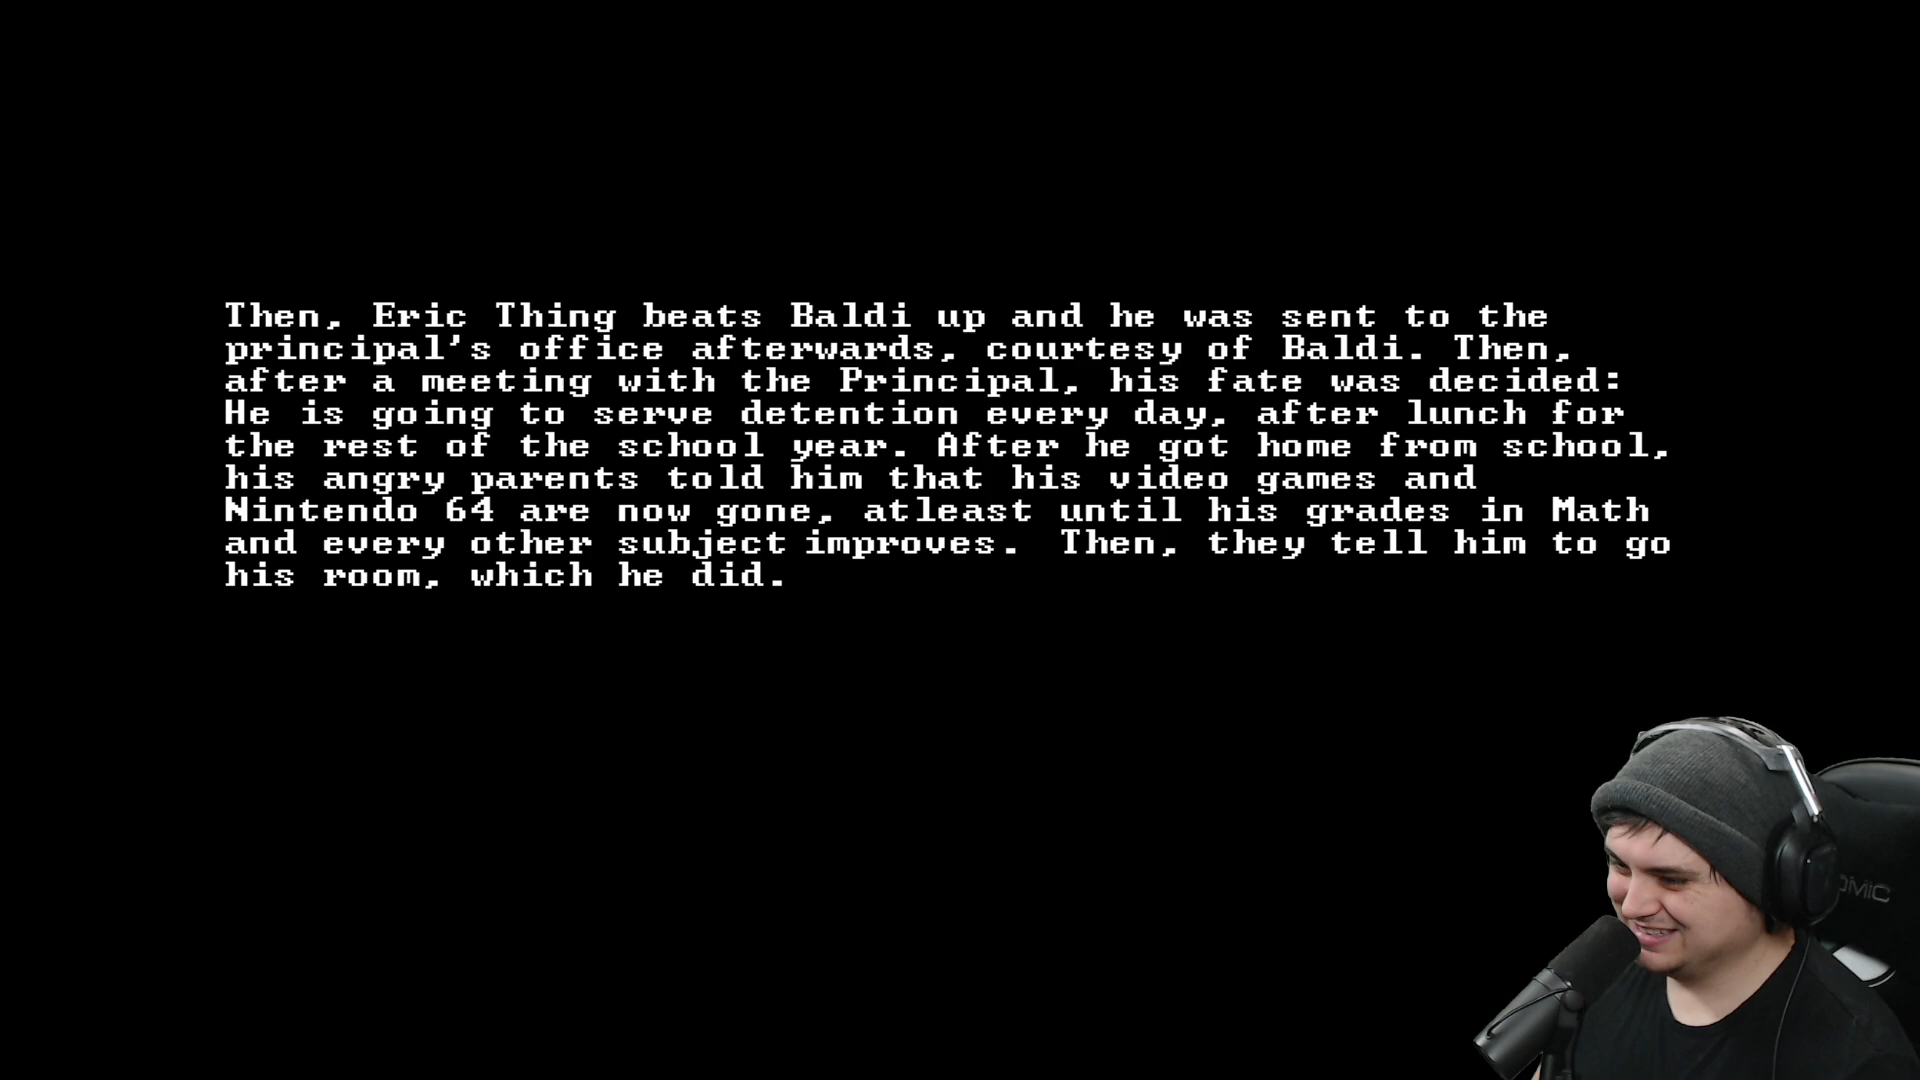 Then, Eric Thing beats Baldi up and he was sent to the
principal's office afterwards, courtesy of Baldi. Then,
after a meeting with the Principal, his fate was decided:
He is going to serve detention every day, after lunch for
the rest of the school year. After he got home from school,
his angry parents told him that his video games and
Nintendo 64 are now gone, atleast until his grades in Math
and every other subject improves.  Then, they tell him to go
his room, which he did.